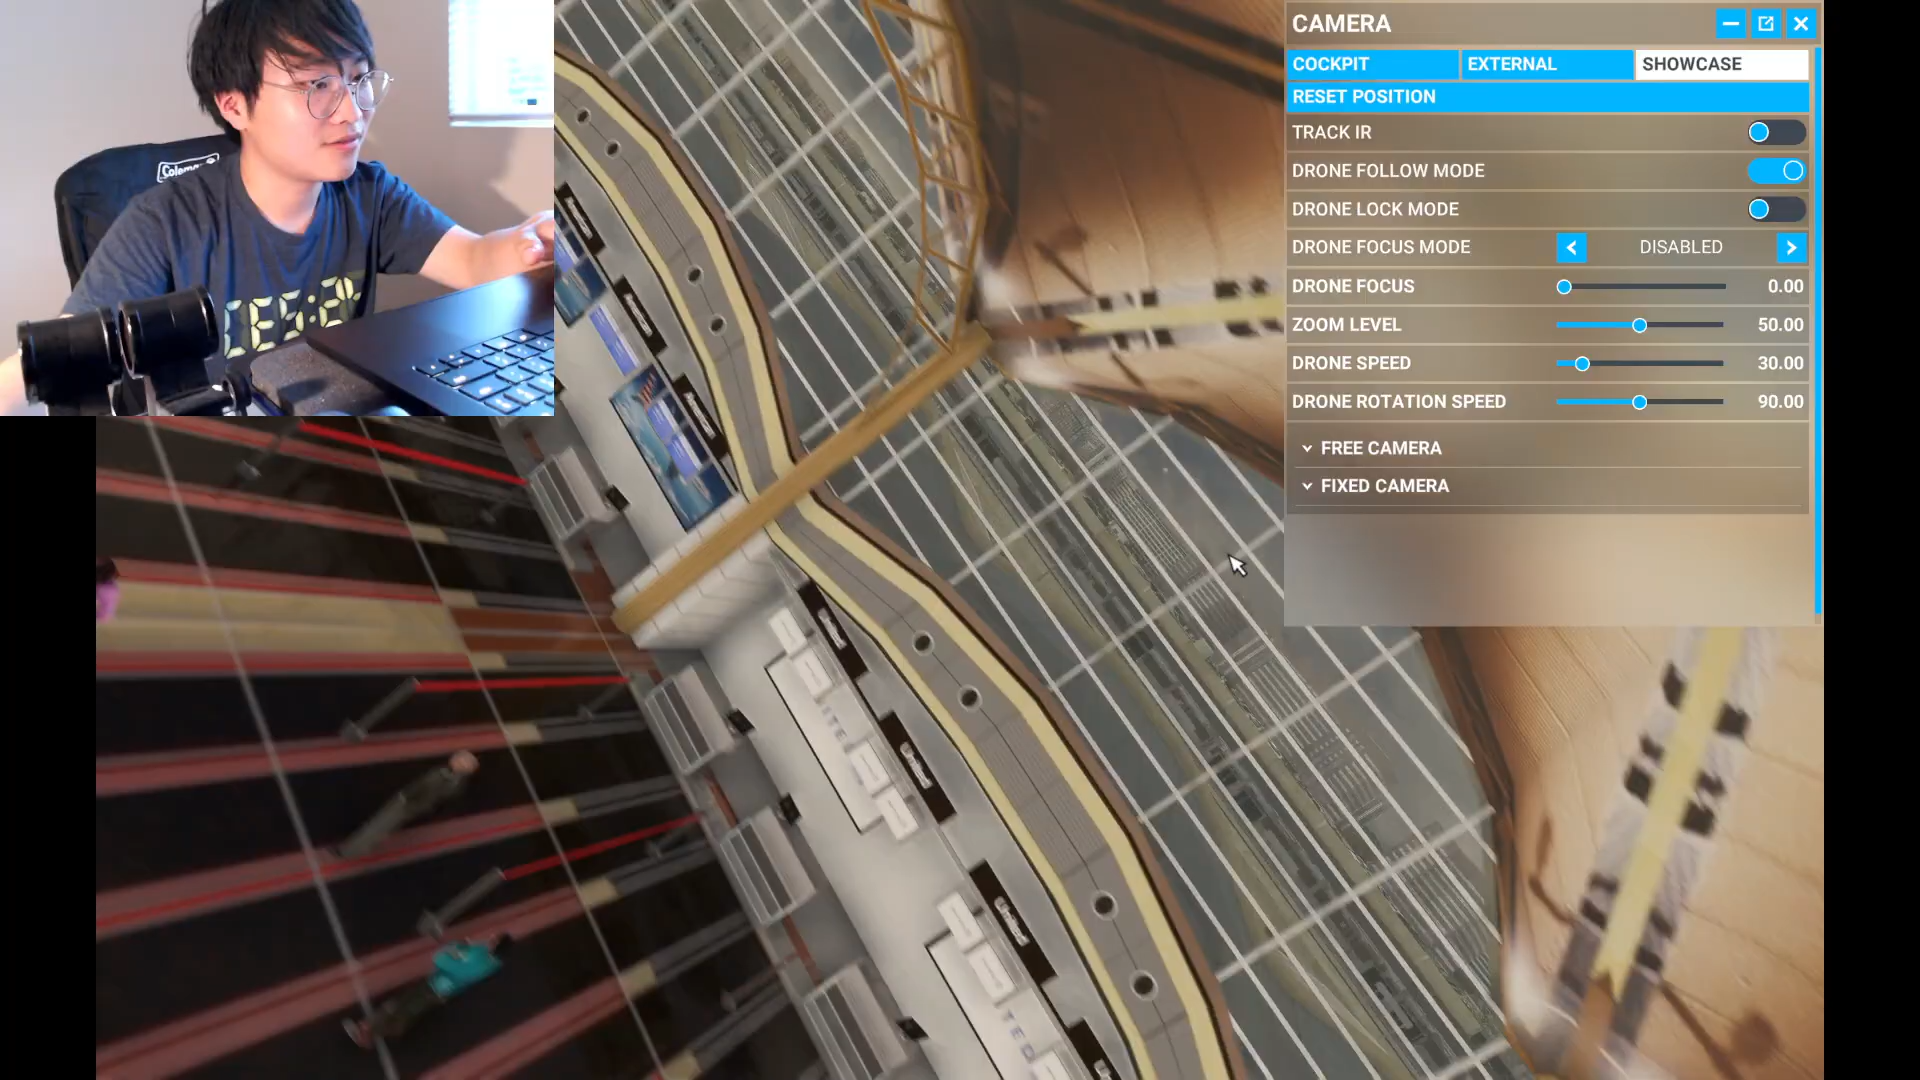 CAMERA
COCKPIT
EXTERNAL
SHOWCASE
RESET POSITION
TRACK IR
DRONE FOLLOW MODE
DRONE LOCK MODE
DRONE FOCUS MODE DISABLED
DRONE FOCUS 0.00
ZOOM LEVEL 50.00
DRONE SPEED 30.00
DRONE ROTATION SPEED 90.00
FREE CAMERA
FIXED CAMERA
United
UNITED